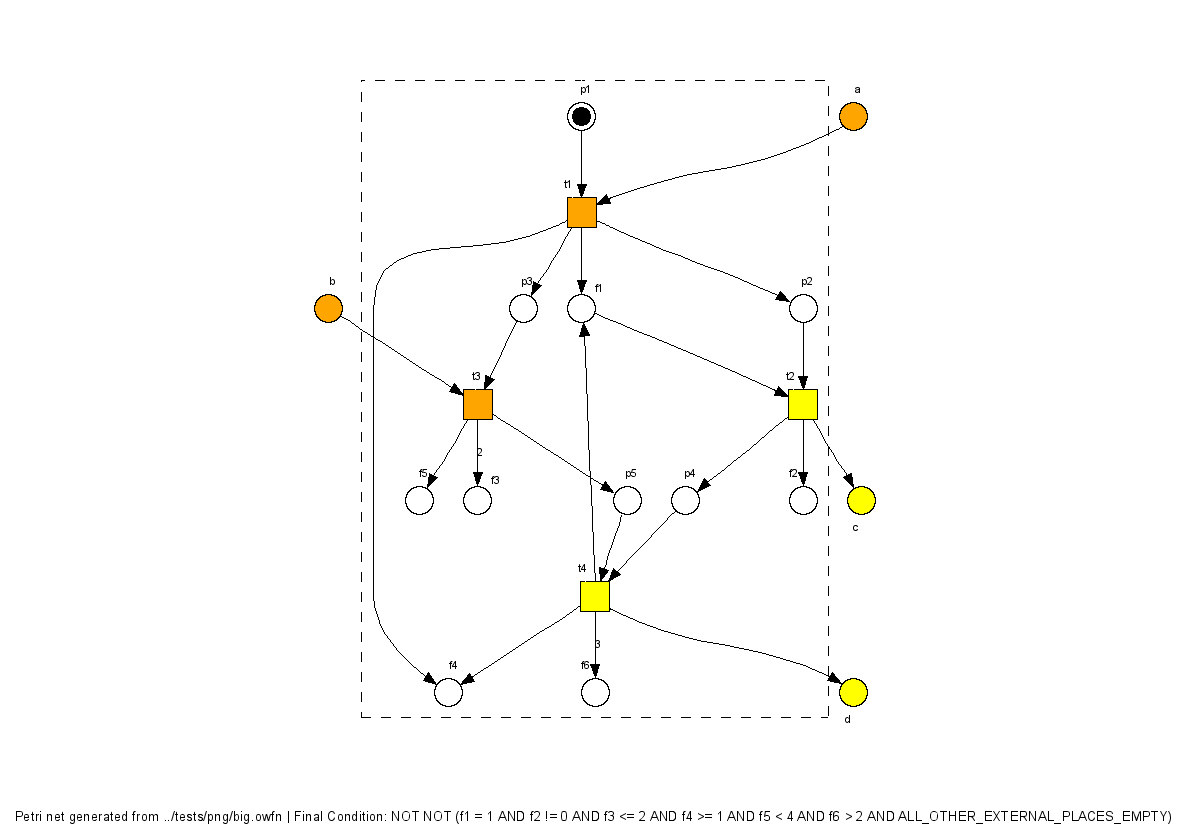 p1
a
t1
b
p3
f1
p2
t3
t2
2
f5
f3
p5
p4
f2
c
t4
3
f4
f6
d
Petri net generated from ../tests/png/big.owfn | Final Condition: NOT NOT (f1 = 1 AND f2 != 0 AND f3 <= 2 AND f4 >= 1 AND f5 < 4 AND f6 > 2 AND ALL_OTHER_EXTERNAL_PLACES_EMPTY)